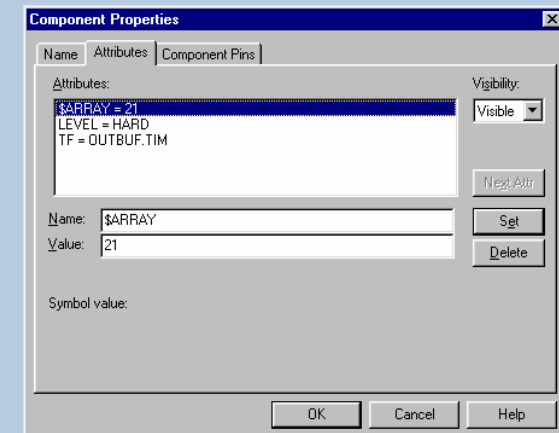 Component Properties
Name Attributes Component Pins
Attributes: Visibility:
$ARRAY = 21 Visible
LEVEL = HARD
TF = OUTBUF.TIM
Next Attr
Name: $ARRAY Set
Value: 21 Delete
Symbol value:
OK Cancel Help